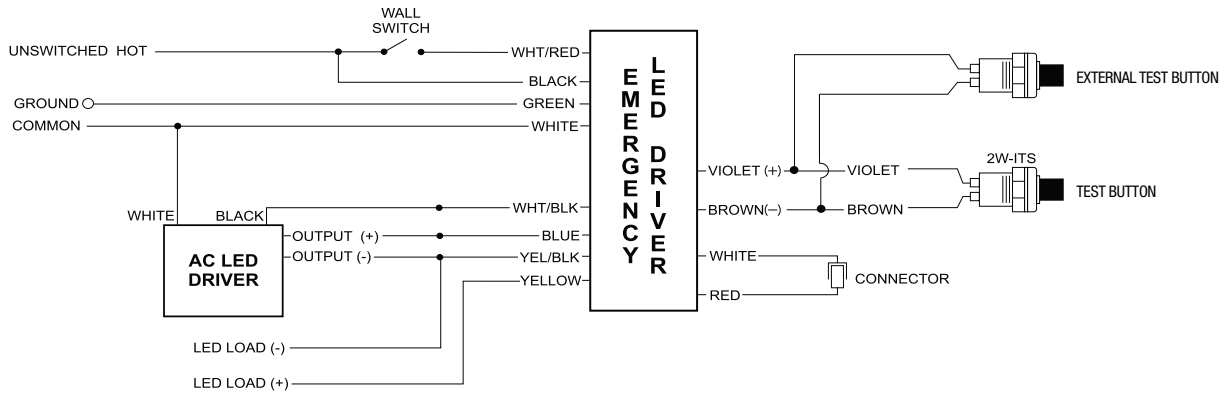 WALL
SWITCH
UNSWITCHED HOT
WHT/RED
BLACK
GROUND
GREEN
COMMON
WHITE
EMERGENCY
LED DRIVER
EXTERNAL TEST BUTTON
2W-ITS
VIOLET (+)
VIOLET
TEST BUTTON
BROWN(-)
BROWN
WHITE
BLACK
WHT/BLK
OUTPUT (+)
BLUE
OUTPUT (-)
YEL/BLK
AC LED
DRIVER
YELLOW
WHITE
CONNECTOR
RED
LED LOAD (-)
LED LOAD (+)